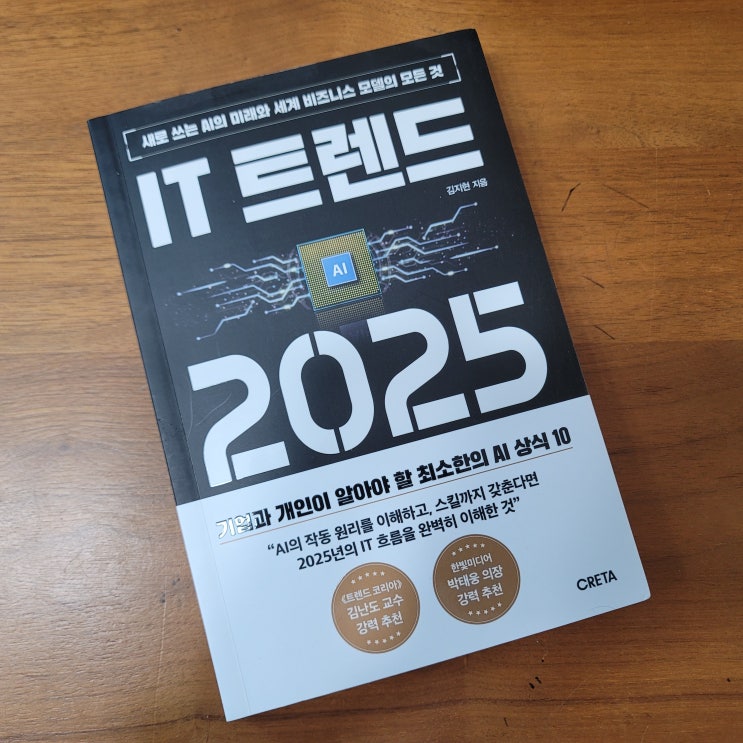 새로 쓰는 AI의 미래와 세계 비즈니스 모델의 모든 것
IT 트렌드
김지현 지음
AI
2025
기업과 개인이 알아야 할 최소한의 AI 상식 10
“AI의 작동 원리를 이해하고, 스킬까지 갖춘다면
2025년의 IT 흐름을 완벽히 이해한 것”
《트렌드 코리아》
김난도 교수
강력 추천
한빛미디어
박태웅 의장
강력 추천
CRETA